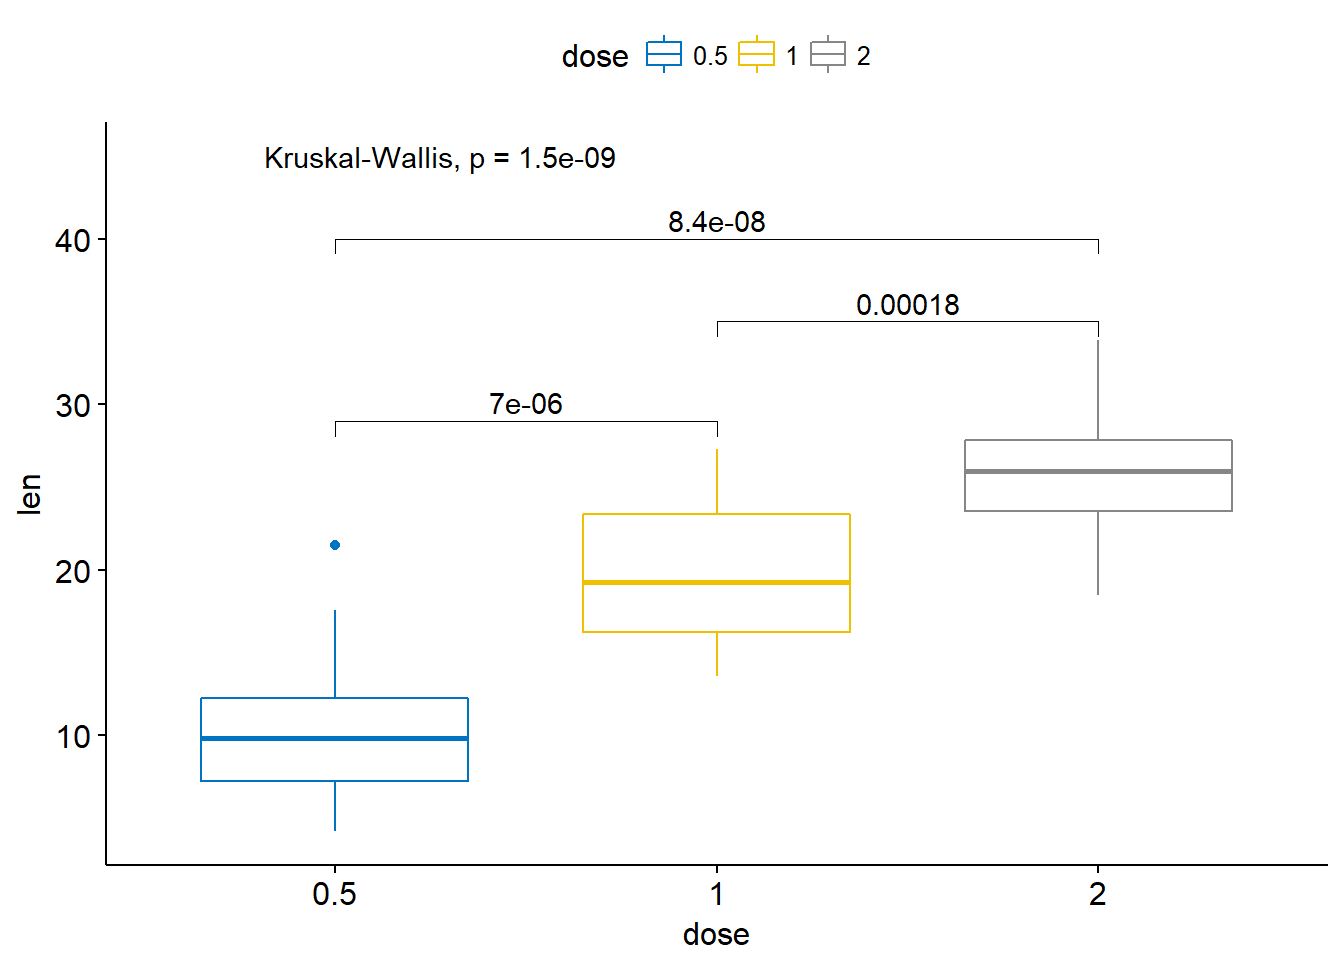 dose 0.5 1 2
Kruskal-Wallis, p = 1.5e-09
8.4e-08
40
0.00018
30
7e-06
len
20
10
0.5 1 2
dose